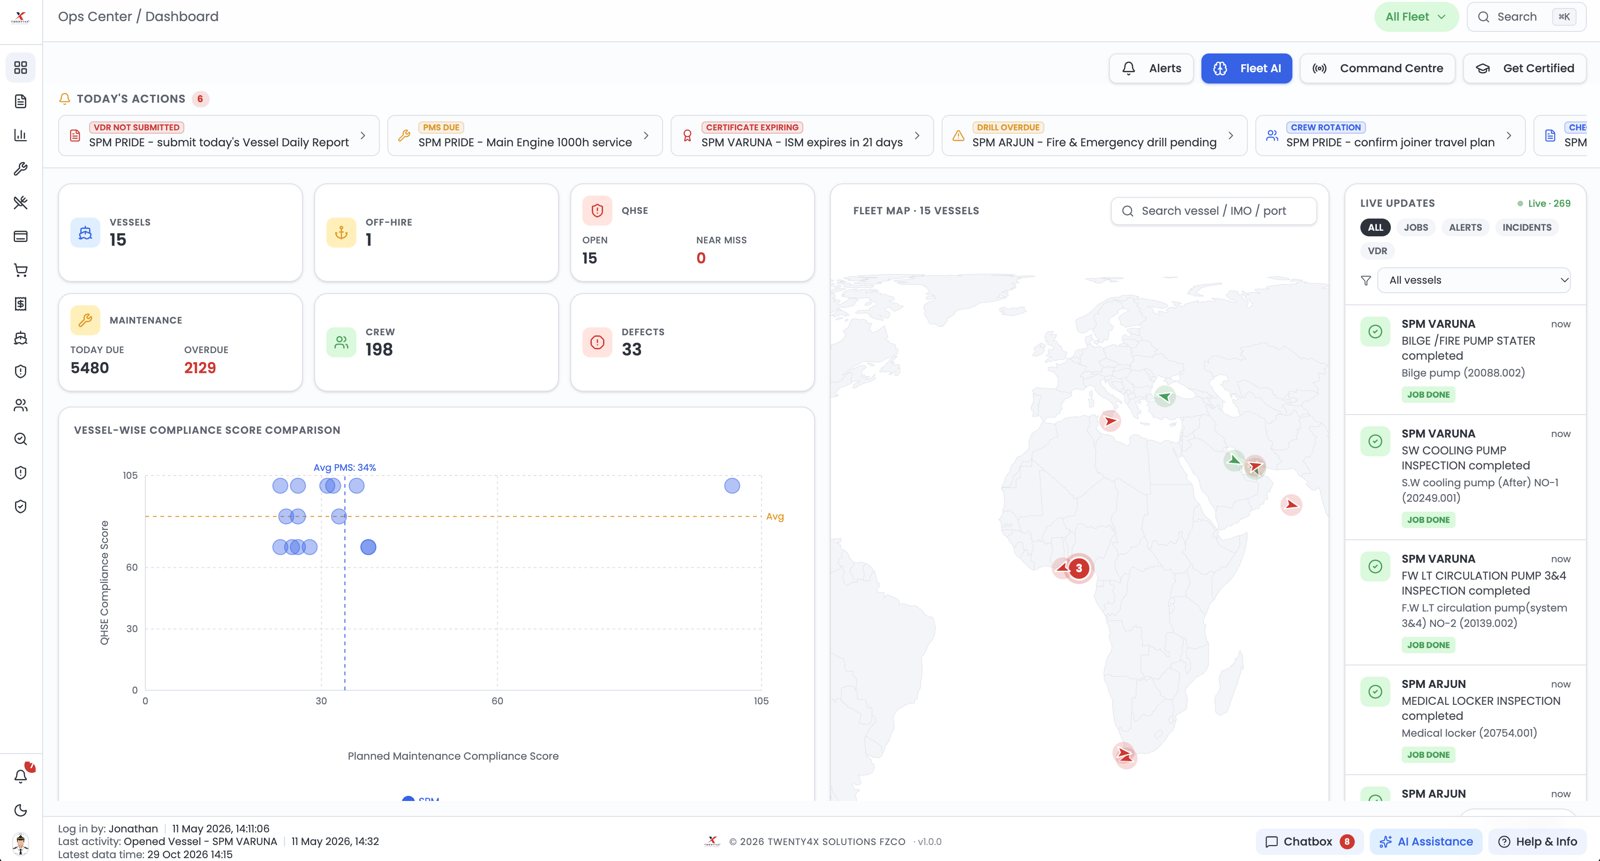 Ops Center / Dashboard
All Fleet
Search
⌘K
Alerts
Fleet AI
Command Centre
Get Certified
TODAY'S ACTIONS 6
VDR NOT SUBMITTED
SPM PRIDE - submit today's Vessel Daily Report
PMS DUE
SPM PRIDE - Main Engine 1000h service
CERTIFICATE EXPIRING
SPM VARUNA - ISM expires in 21 days
DRILL OVERDUE
SPM ARJUN - Fire & Emergency drill pending
CREW ROTATION
SPM PRIDE - confirm joiner travel plan
SPM
VESSELS
15
OFF-HIRE
1
QHSE
OPEN
15
NEAR MISS
0
MAINTENANCE
TODAY DUE
5480
OVERDUE
2129
CREW
198
DEFECTS
33
VESSEL-WISE COMPLIANCE SCORE COMPARISON
Avg PMS: 34%
105
60
30
0
Avg
QHSE Compliance Score
0
30
60
105
Planned Maintenance Compliance Score
SPM
FLEET MAP · 15 VESSELS
Search vessel / IMO / port
3
LIVE UPDATES
Live · 269
ALL
JOBS
ALERTS
INCIDENTS
VDR
All vessels
SPM VARUNA now
BILGE /FIRE PUMP STATER
completed
Bilge pump (20088.002)
JOB DONE
SPM VARUNA now
SW COOLING PUMP
INSPECTION completed
S.W cooling pump (After) NO-1
(20249.001)
JOB DONE
SPM VARUNA now
FW LT CIRCULATION PUMP 3&4
INSPECTION completed
F.W L.T circulation pump(system
3&4) NO-2 (20139.002)
JOB DONE
SPM ARJUN now
MEDICAL LOCKER INSPECTION
completed
Medical locker (20754.001)
JOB DONE
SPM ARJUN now
Log in by: Jonathan | 11 May 2026, 14:11:06
Last activity: Opened Vessel - SPM VARUNA | 11 May 2026, 14:32
Latest data time: 29 Oct 2026 14:15
© 2026 TWENTY4X SOLUTIONS FZCO · v1.0.0
Chatbox 8
AI Assistance
Help & Info